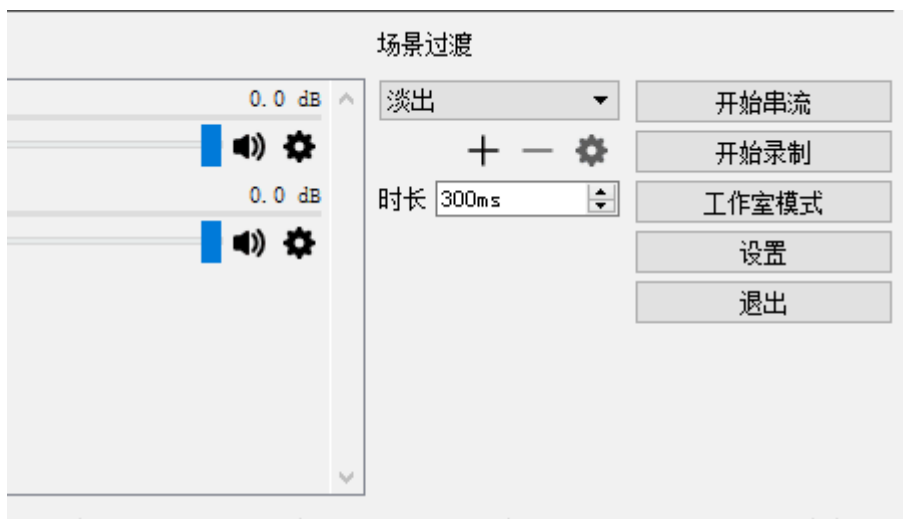 场景过渡
0.0 dB
淡出
开始串流
开始录制
0.0 dB
时长 300ms
工作室模式
设置
退出